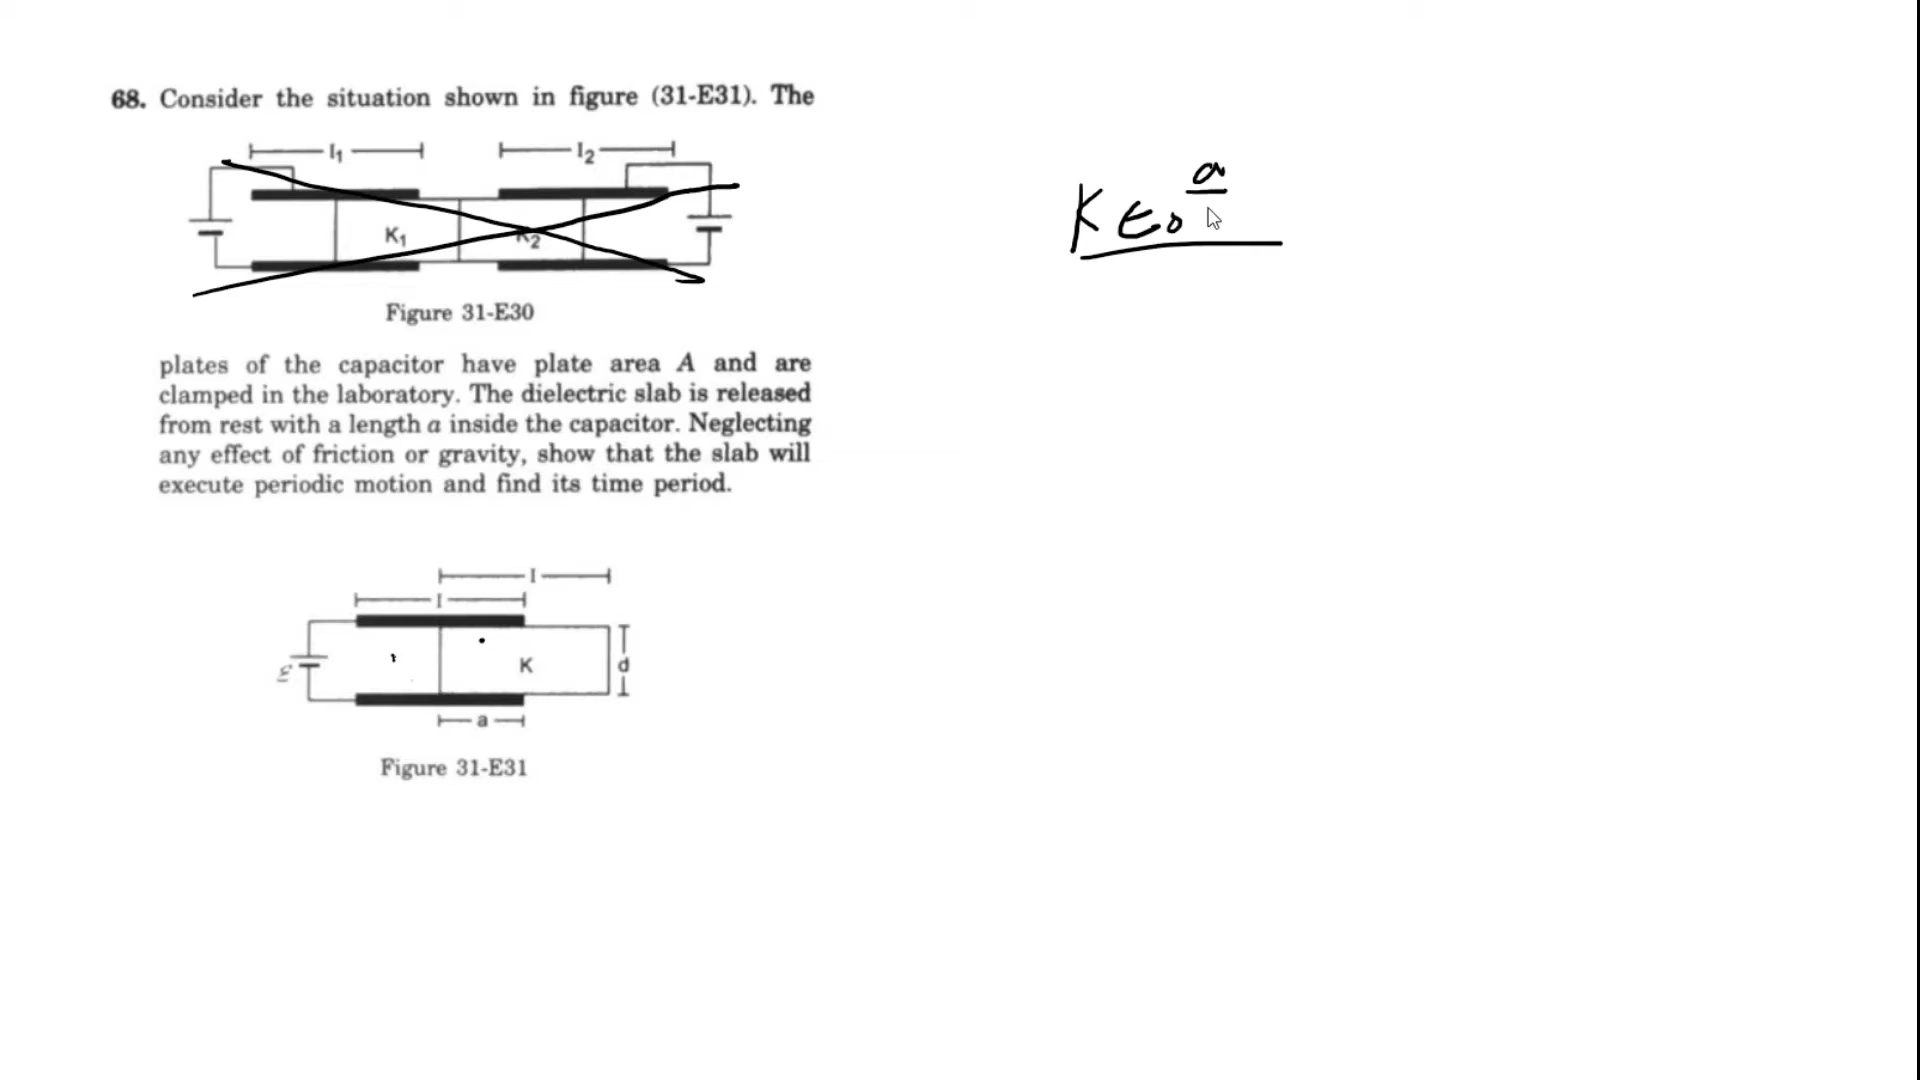 68. Consider the situation shown in figure (31-E31). The
l₁
l₂
K₁
K₂
Figure 31-E30
plates of the capacitor have plate area A and are
clamped in the laboratory. The dielectric slab is released
from rest with a length a inside the capacitor. Neglecting
any effect of friction or gravity, show that the slab will
execute periodic motion and find its time period.
l
l
K
d
ε
a
Figure 31-E31
a
K ε₀